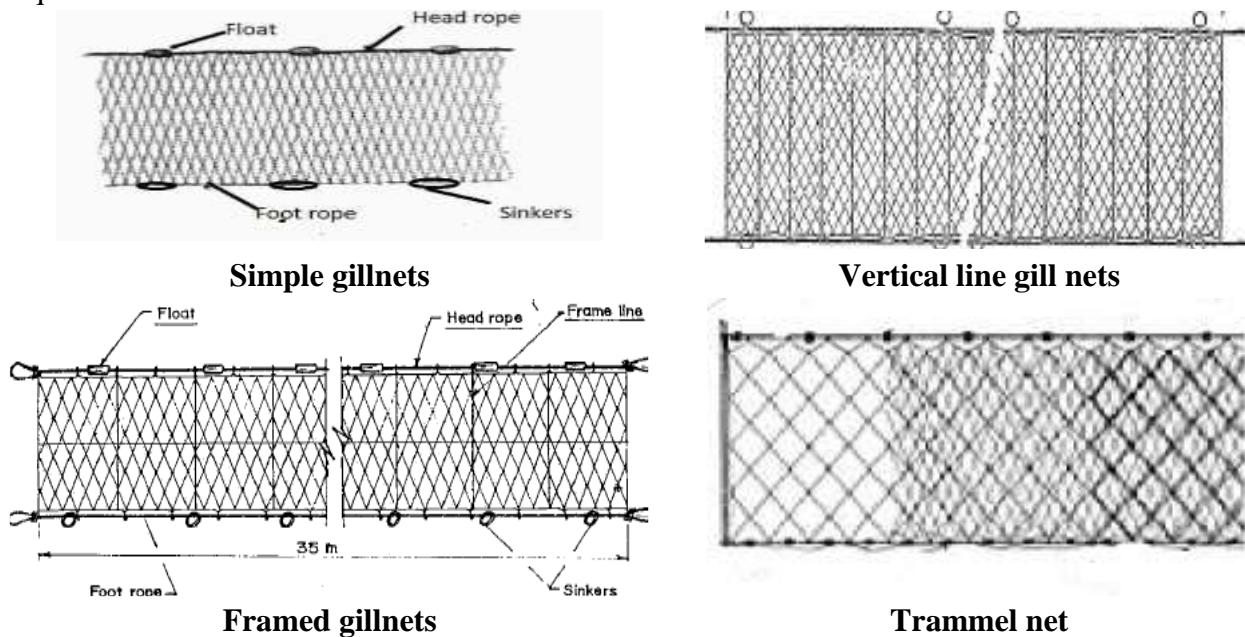 Float
Head rope
Foot rope
Sinkers
Simple gillnets
Vertical line gill nets
Float
Head rope
Frame line
35 m
Foot rope
Sinkers
Framed gillnets
Trammel net